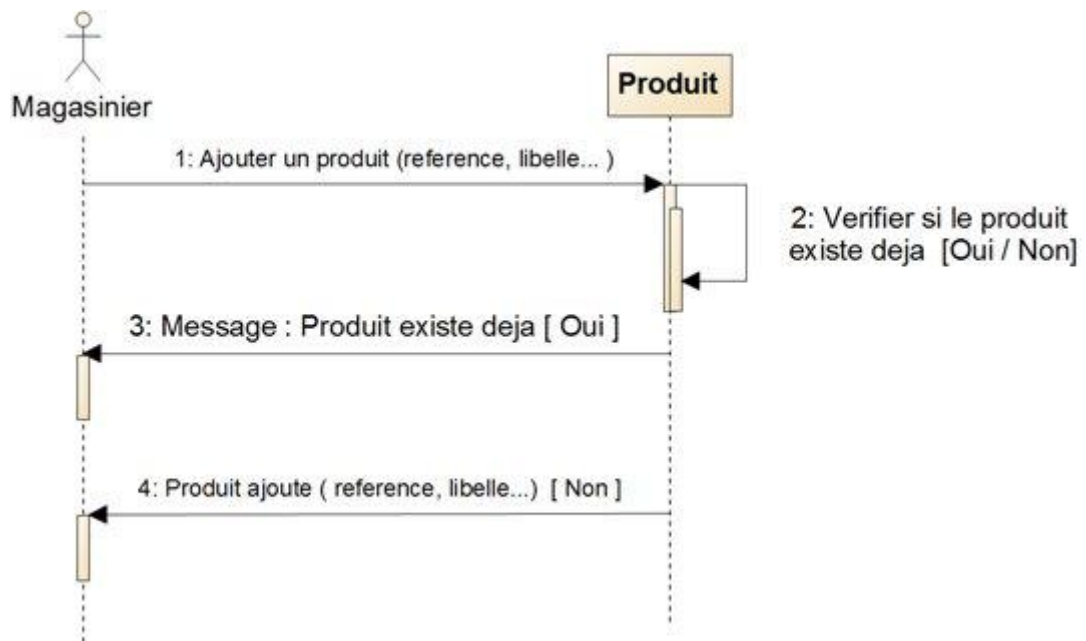 Magasinier
Produit
1: Ajouter un produit (reference, libelle... )
2: Verifier si le produit
existe deja [Oui / Non]
3: Message : Produit existe deja [ Oui ]
4: Produit ajoute ( reference, libelle...) [ Non ]